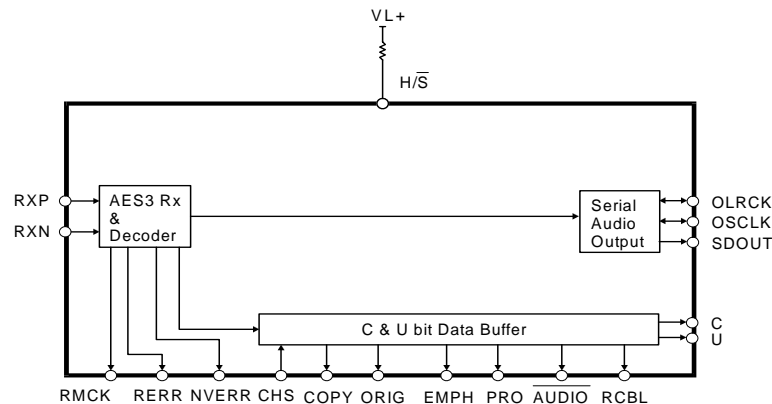 VL+
H/S
RXP
RXN
AES3 Rx
&
Decoder
Serial
Audio
Output
OLRCK
OSCLK
SDOUT
C & U bit Data Buffer
C
U
RMCK RERR NVERR CHS COPY ORIG EMPH PRO AUDIO RCBL